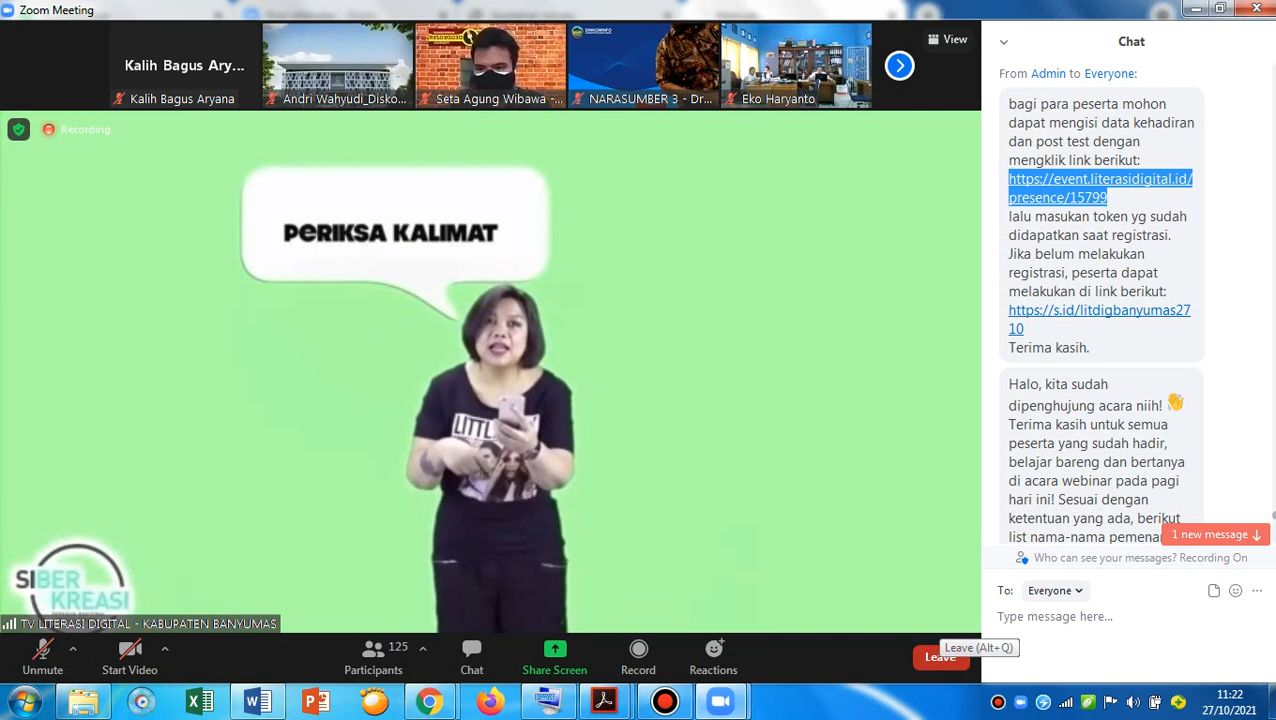 Zoom Meeting
Kalih Bagus Ary...
Kalih Bagus Aryana
Andri Wahyudi_Disko...
Seta Agung Wibawa -...
DINKOMINFO
NARASUMBER 3 - Dr...
Eko Haryanto
View
Recording
PERIKSA KALIMAT
LITTL
SIBER
KREASI
TV LITERASI DIGITAL - KABUPATEN BANYUMAS
Unmute
Start Video
125
Participants
Chat
Share Screen
Record
Reactions
Leave
Leave (Alt+Q)
Chat
From Admin to Everyone:
bagi para peserta mohon
dapat mengisi data kehadiran
dan post test dengan
mengklik link berikut:
https://event.literasidigital.id/
presence/15799
lalu masukan token yg sudah
didapatkan saat registrasi.
Jika belum melakukan
registrasi, peserta dapat
melakukan di link berikut:
https://s.id/litdigbanyumas27
10
Terima kasih.
Halo, kita sudah
dipenghujung acara niih! 👋
Terima kasih untuk semua
peserta yang sudah hadir,
belajar bareng dan bertanya
di acara webinar pada pagi
hari ini! Sesuai dengan
ketentuan yang ada, berikut
list nama-nama pemenan
1 new message ↓
Who can see your messages? Recording On
To: Everyone
Type message here...
11:22
27/10/2021